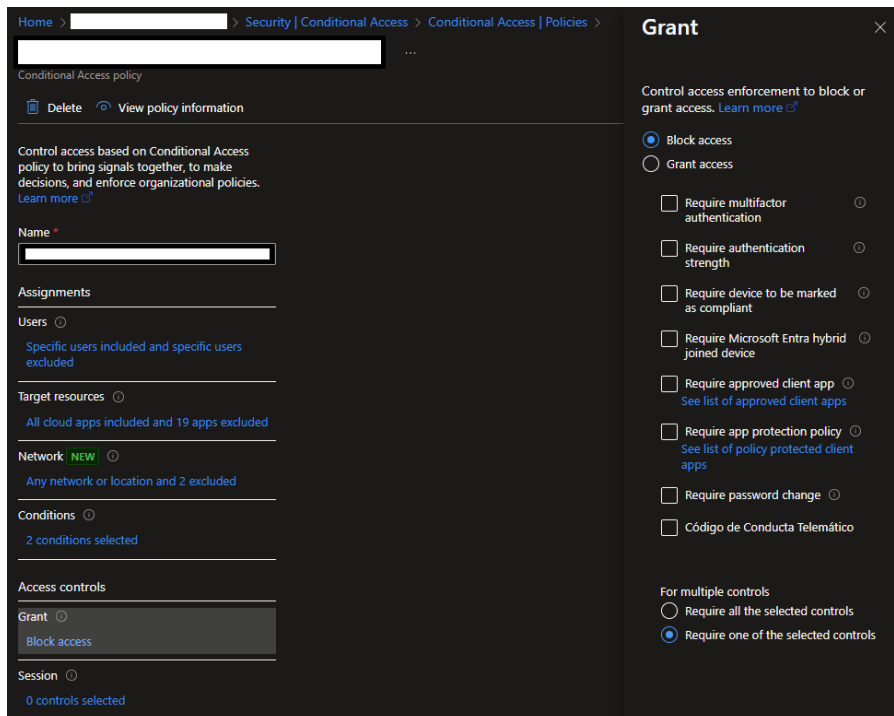 Home > > Security | Conditional Access > Conditional Access | Policies >
...
Conditional Access policy
Delete View policy information
Control access based on Conditional Access
policy to bring signals together, to make
decisions, and enforce organizational policies.
Learn more
Name *
Assignments
Users
Specific users included and specific users
excluded
Target resources
All cloud apps included and 19 apps excluded
Network NEW
Any network or location and 2 excluded
Conditions
2 conditions selected
Access controls
Grant
Block access
Session
0 controls selected
Grant
Control access enforcement to block or
grant access. Learn more
Block access
Grant access
Require multifactor
authentication
Require authentication
strength
Require device to be marked
as compliant
Require Microsoft Entra hybrid
joined device
Require approved client app
See list of approved client apps
Require app protection policy
See list of policy protected client
apps
Require password change
Código de Conducta Telemático
For multiple controls
Require all the selected controls
Require one of the selected controls